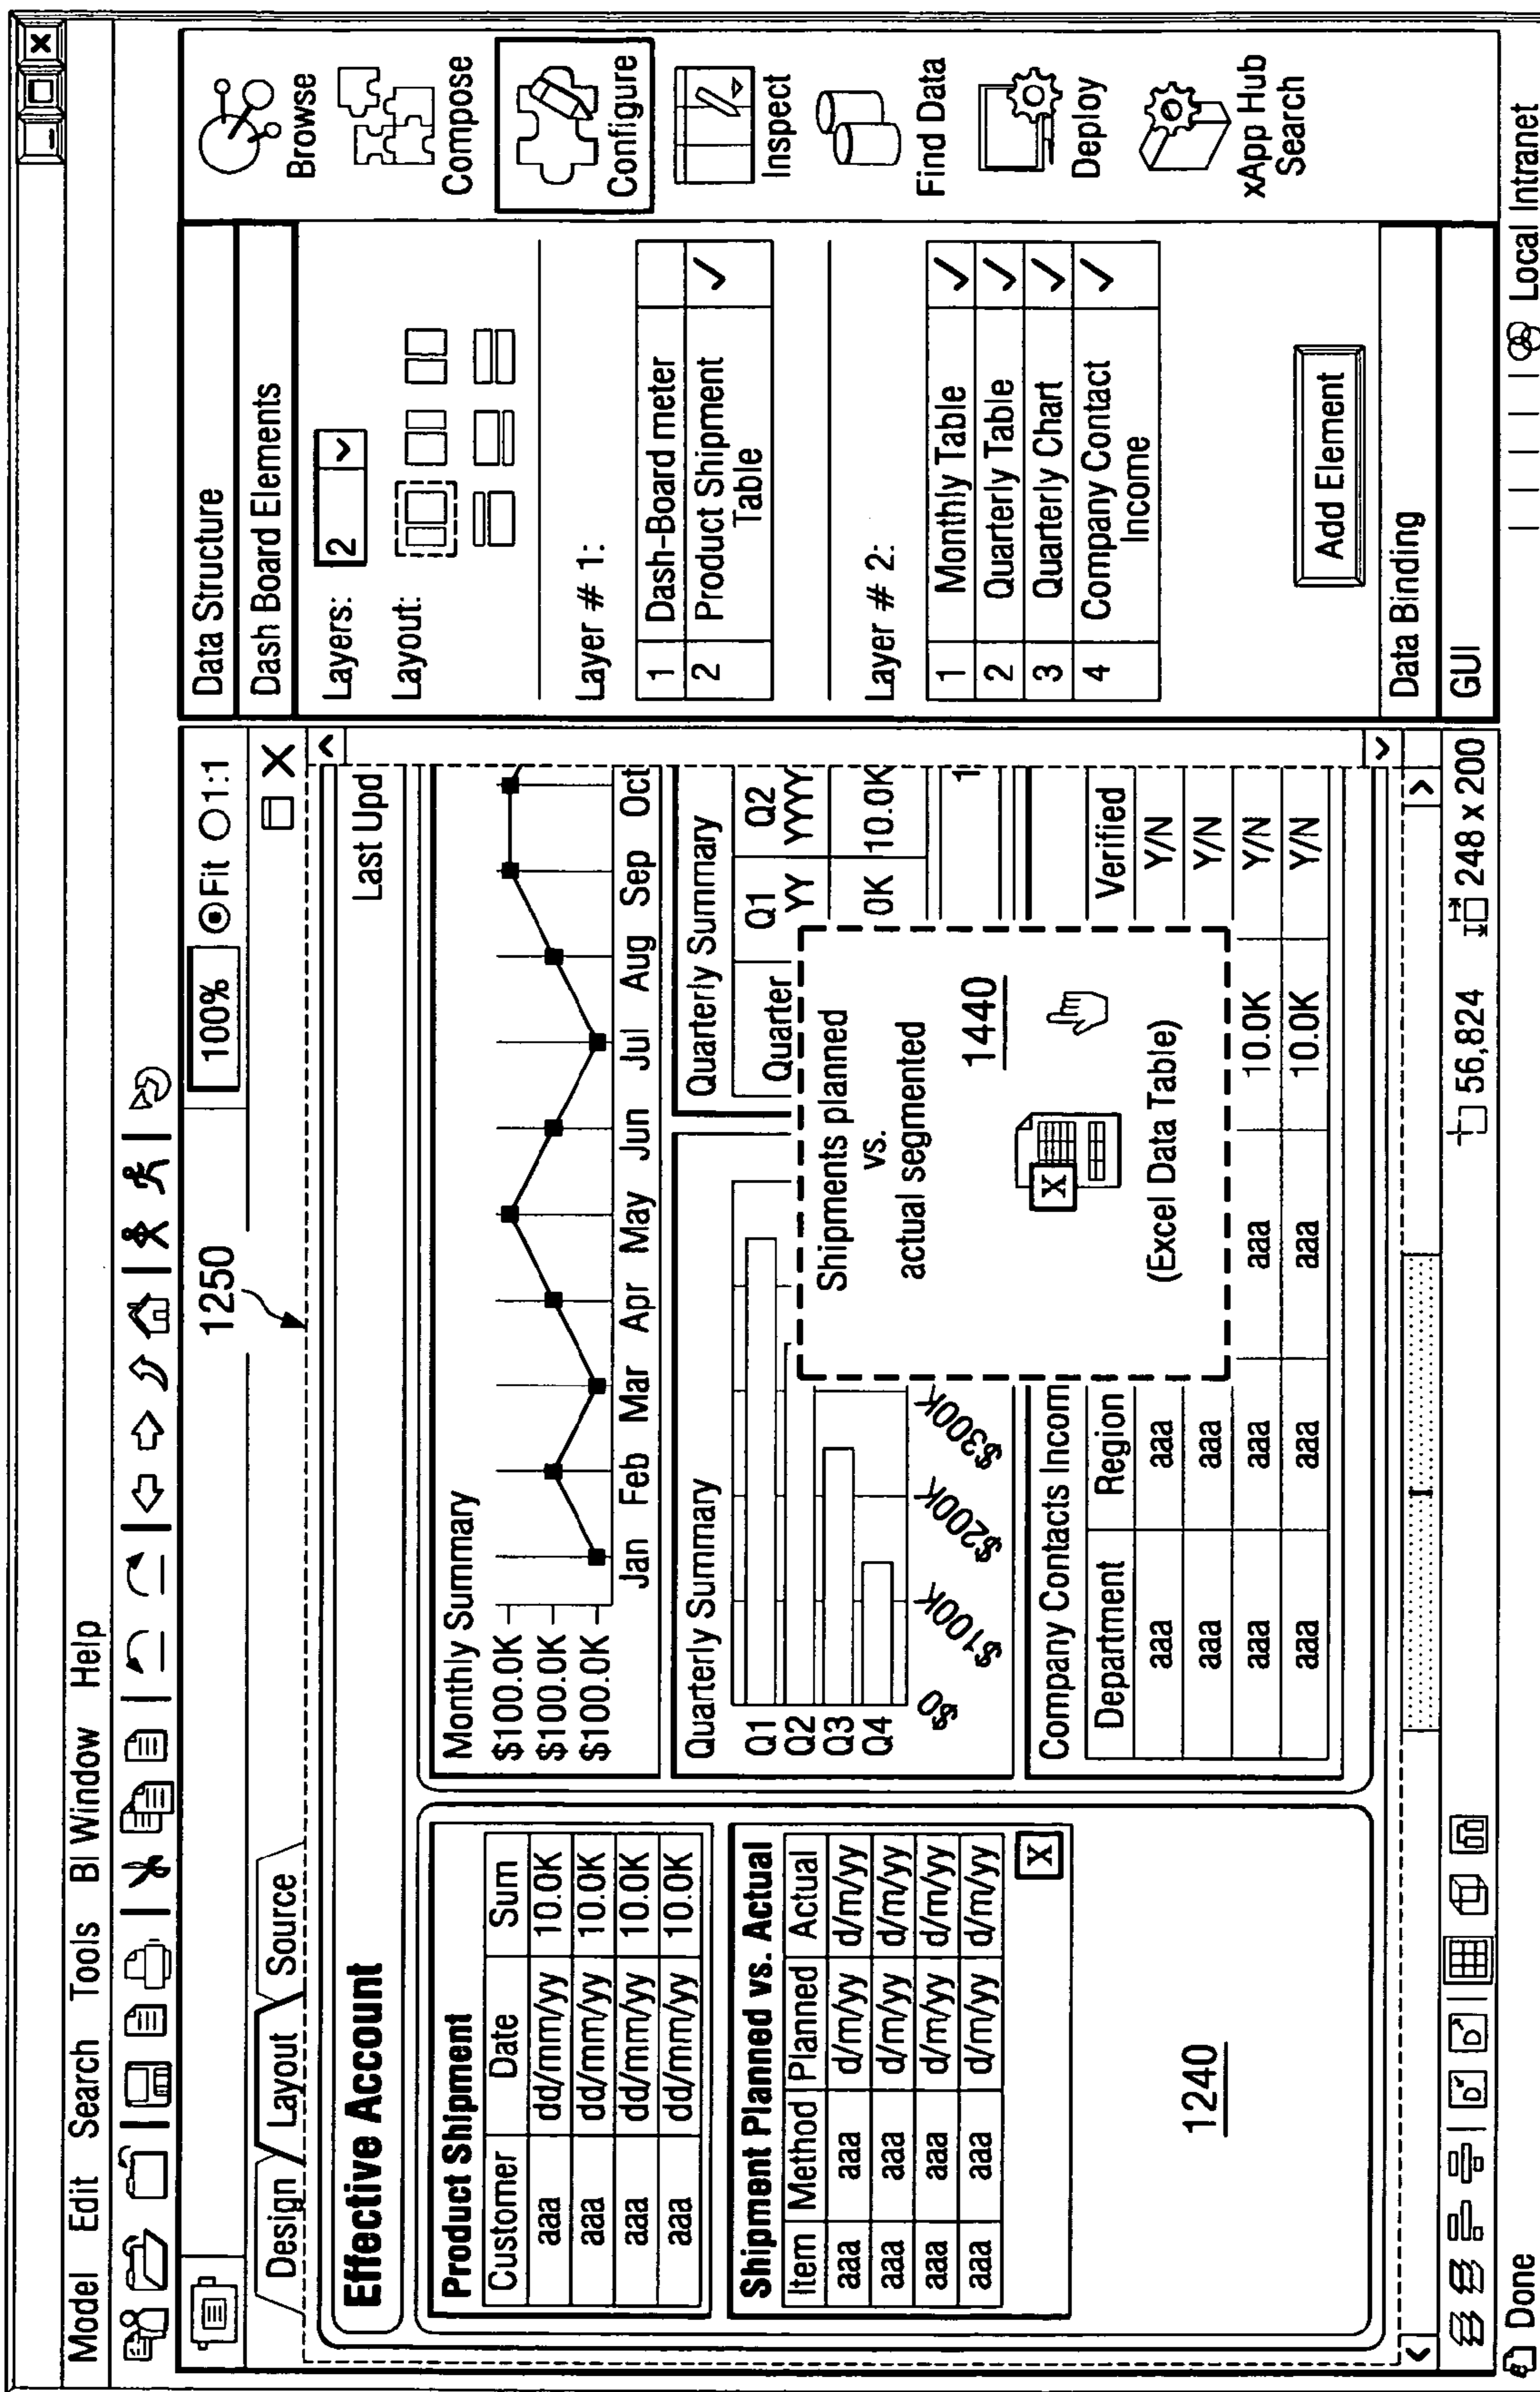 Model Edit Search Tools BI Window Help
1250
100% Fit 1:1
Design Layout Source
Effective Account
Last Upd
Product Shipment
Customer Date Sum
aaa dd/mm/yy 10.0K
aaa dd/mm/yy 10.0K
aaa dd/mm/yy 10.0K
aaa dd/mm/yy 10.0K
Shipment Planned vs. Actual
Item Method Planned Actual
aaa aaa d/m/yy d/m/yy
aaa aaa d/m/yy d/m/yy
aaa aaa d/m/yy d/m/yy
aaa aaa d/m/yy d/m/yy
X
1240
Monthly Summary
$100.0K
$100.0K
$100.0K
Jan Feb Mar Apr May Jun Jul Aug Sep Oct
Quarterly Summary
Q1
Q2
Q3
Q4
$0 $100K $200K $300K
Quarterly Summary
Quarter Q1 Q2
YY YYYY
0K 10.0K
1
Shipments planned
vs.
actual segmented
1440
X
(Excel Data Table)
Company Contacts Incom
Department Region Verified
aaa aaa Y/N
aaa aaa Y/N
aaa aaa aaa 10.0K Y/N
aaa aaa aaa 10.0K Y/N
56,824 248 x 200
Data Structure
Dash Board Elements
Layers: 2
Layout:
Layer # 1:
1 Dash-Board meter
2 Product Shipment
Table
Layer # 2:
1 Monthly Table
2 Quarterly Table
3 Quarterly Chart
4 Company Contact
Income
Add Element
Data Binding
GUI
Browse
Compose
Configure
Inspect
Find Data
Deploy
xApp Hub
Search
Done
Local Intranet